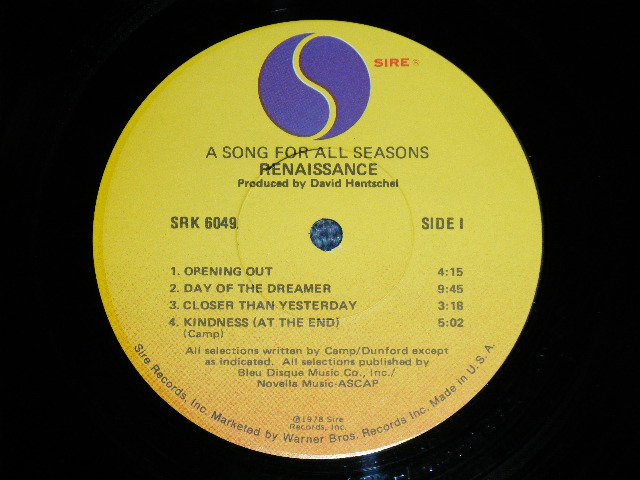 SIRE ®
A SONG FOR ALL SEASONS
RENAISSANCE
Produced by David Hentschel
SRK 6049 SIDE I
1. OPENING OUT 4:15
2. DAY OF THE DREAMER 9:45
3. CLOSER THAN YESTERDAY 3:18
4. KINDNESS (AT THE END) 5:02
(Camp)
All selections written by Camp/Dunford except
as indicated. All selections published by
Bleu Disque Music Co., Inc./
Novella Music-ASCAP
℗1978 Sire
Records, Inc.
Sire Records, Inc. Marketed by Warner Bros. Records Inc. Made in U.S.A.